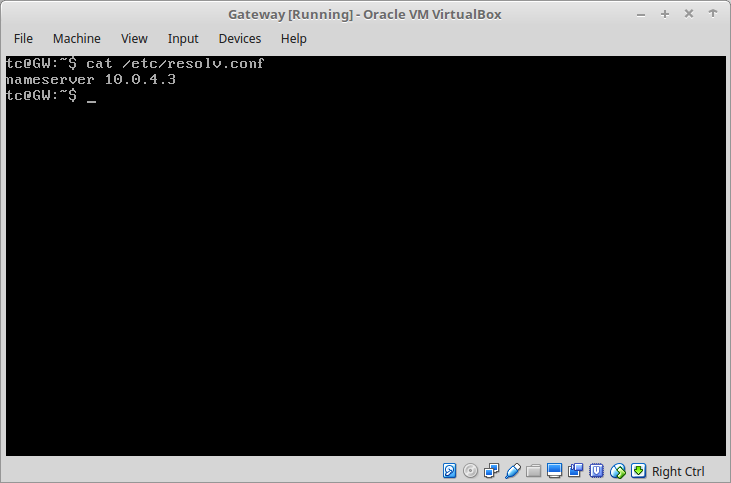 Gateway [Running] - Oracle VM VirtualBox
File Machine View Input Devices Help
tc@GW:~$ cat /etc/resolv.conf
nameserver 10.0.4.3
tc@GW:~$ _
Right Ctrl